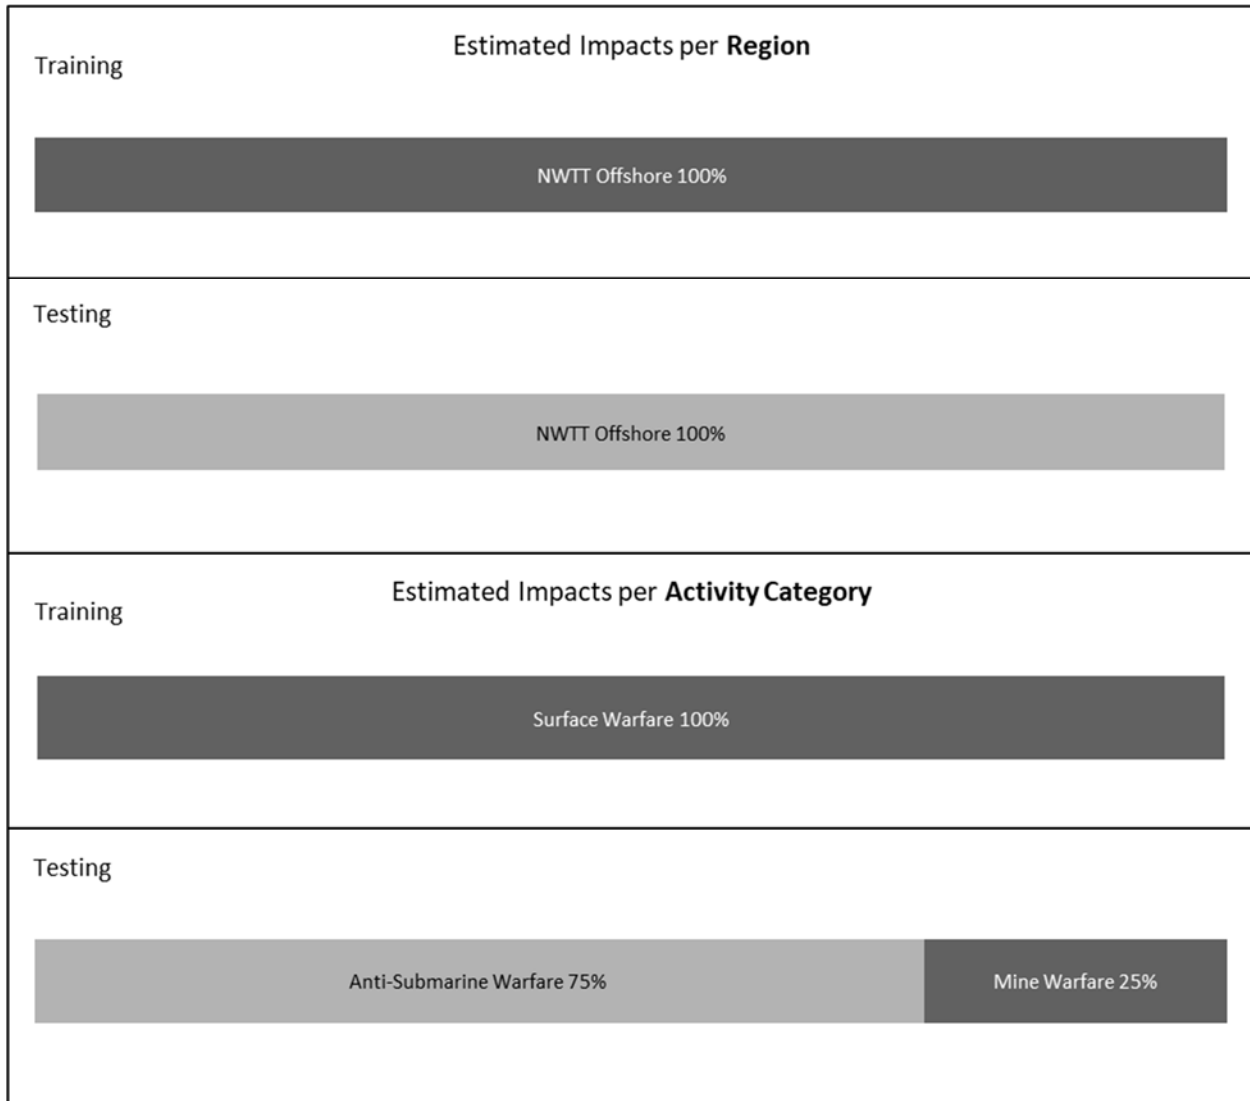 Estimated Impacts per Region
Training
NWTT Offshore 100%
Testing
NWTT Offshore 100%
Estimated Impacts per Activity Category
Training
Surface Warfare 100%
Testing
Anti-Submarine Warfare 75%
Mine Warfare 25%